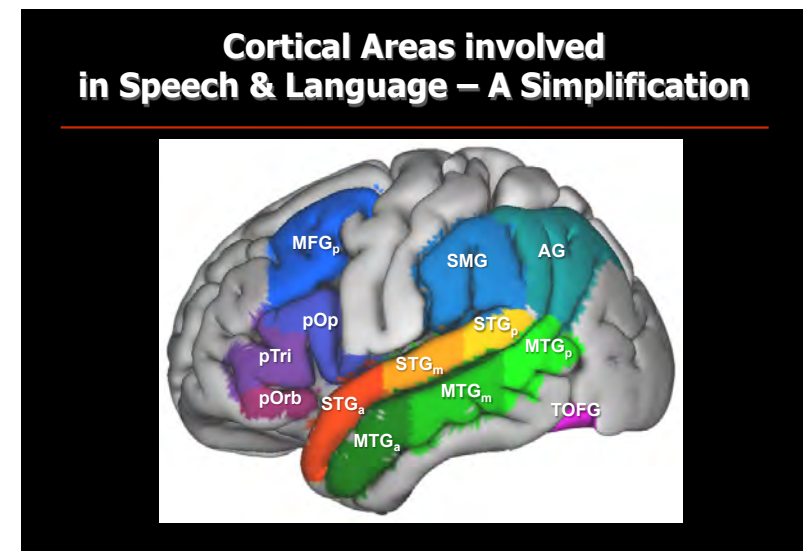 Cortical Areas involved
in Speech & Language – A Simplification
MFGp
SMG
AG
pOp
STGp
pTri
STGm
MTGp
pOrb
STGa
MTGm
TOFG
MTGa